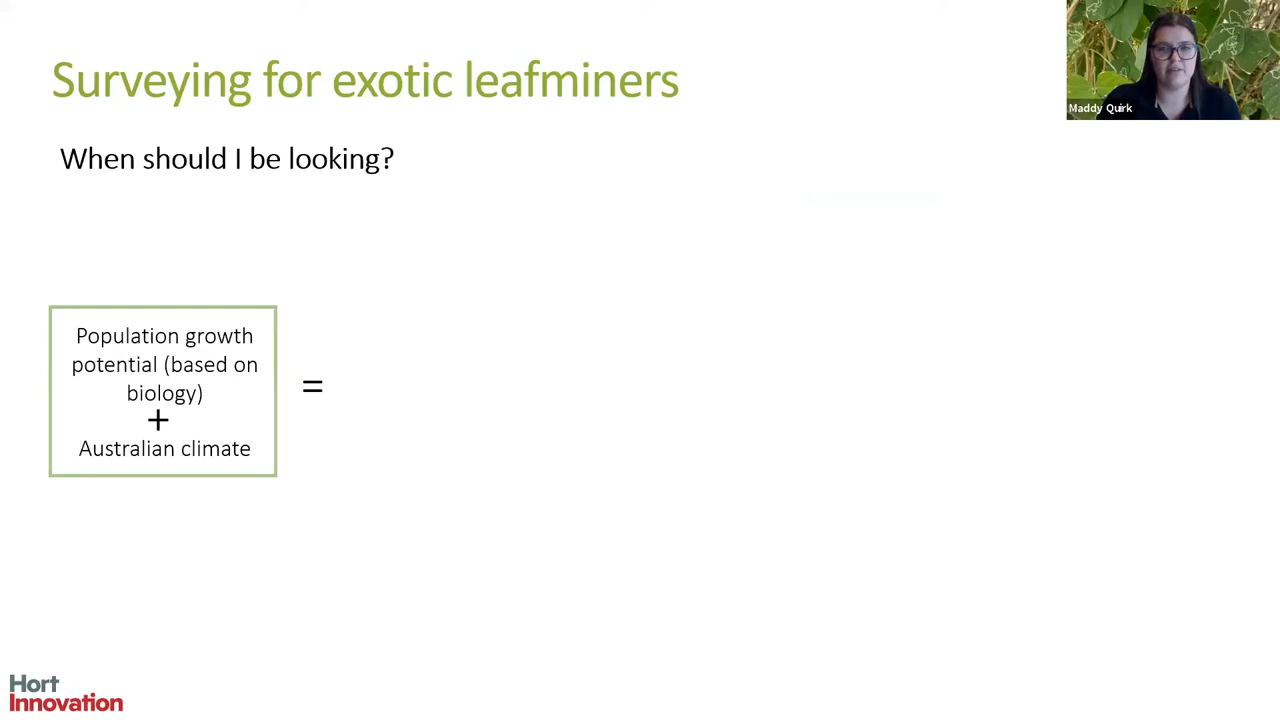 Surveying for exotic leafminers
Maddy Quirk
When should I be looking?
Population growth
potential (based on
biology)
+
Australian climate
=
Hort
Innovation